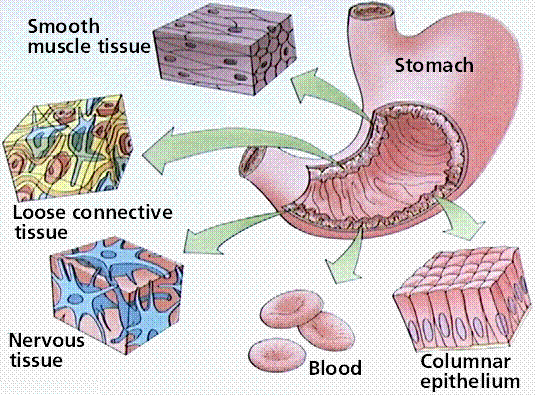 Smooth
muscle tissue
Stomach
Loose connective
tissue
Nervous
tissue
Blood
Columnar
epithelium